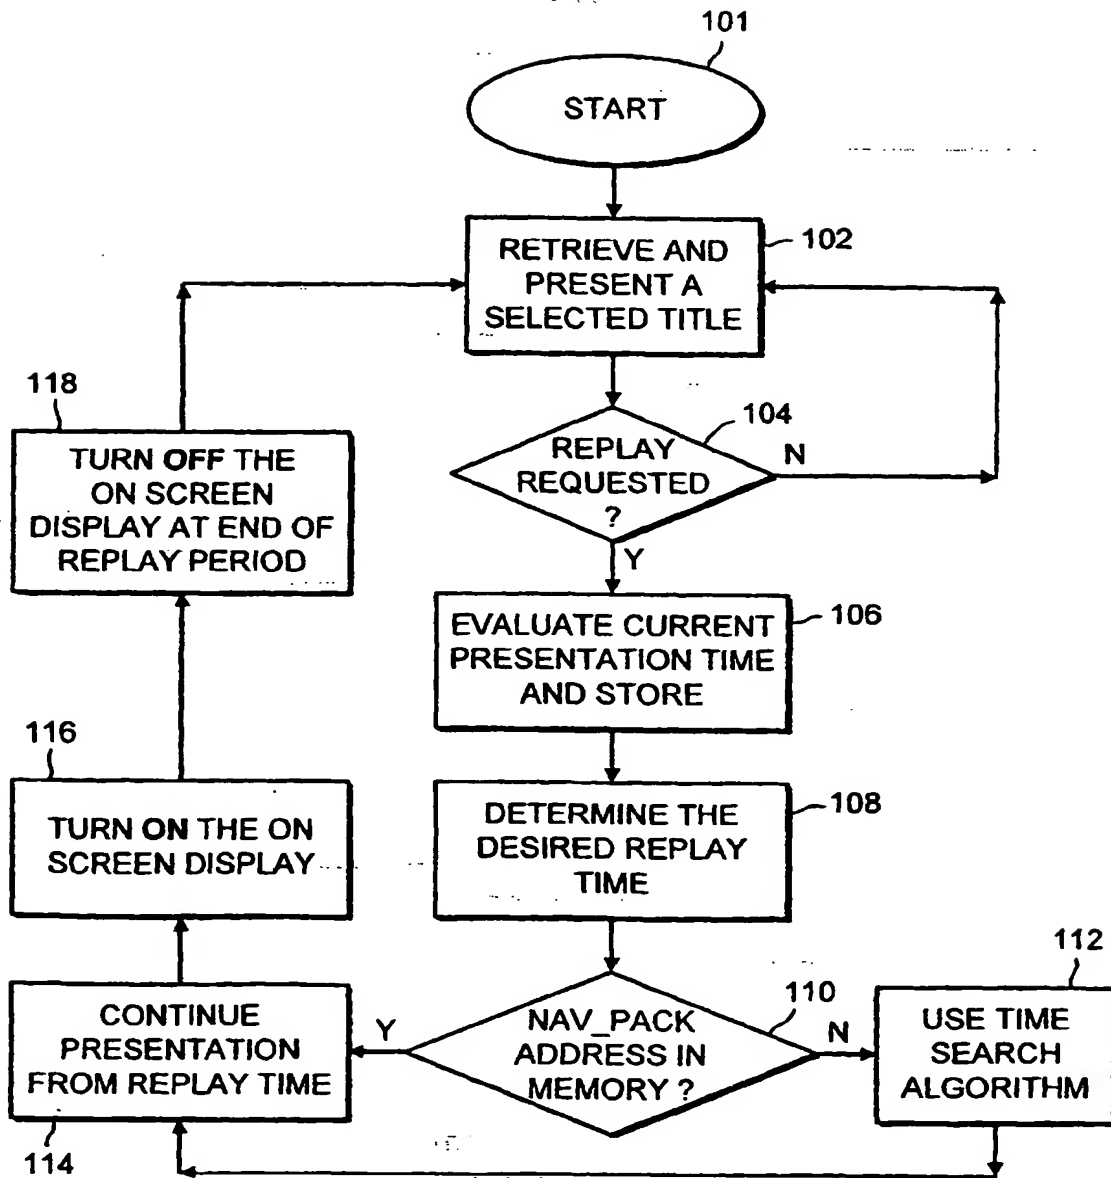 101
START
RETRIEVE AND
PRESENT A
SELECTED TITLE
102
REPLAY
REQUESTED
?
104
N
Y
EVALUATE CURRENT
PRESENTATION TIME
AND STORE
106
DETERMINE THE
DESIRED REPLAY
TIME
108
NAV_PACK
ADDRESS IN
MEMORY ?
110
N
Y
112
USE TIME
SEARCH
ALGORITHM
CONTINUE
PRESENTATION
FROM REPLAY TIME
114
116
TURN ON THE ON
SCREEN DISPLAY
118
TURN OFF THE
ON SCREEN
DISPLAY AT END OF
REPLAY PERIOD